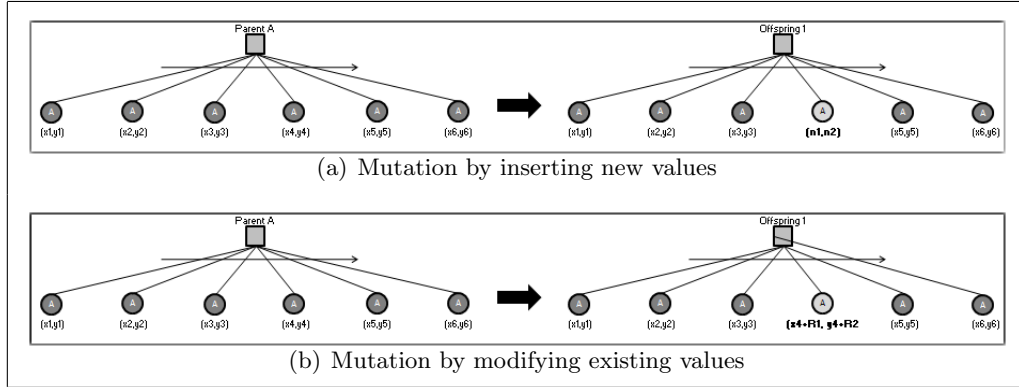 Parent A Offspring 1
A A A A A A A A A A A A
(x1,y1) (x2,y2) (x3,y3) (x4,y4) (x5,y5) (x6,y6) (x1,y1) (x2,y2) (x3,y3) (n1,n2) (x5,y5) (x6,y6)
(a) Mutation by inserting new values
Parent A Offspring 1
A A A A A A A A A A A A
(x1,y1) (x2,y2) (x3,y3) (x4,y4) (x5,y5) (x6,y6) (x1,y1) (x2,y2) (x3,y3) (x4+R1, y4+R2 (x5,y5) (x6,y6)
(b) Mutation by modifying existing values